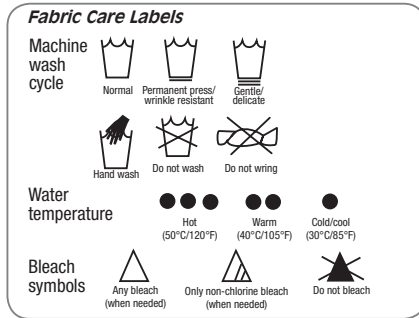 Fabric Care Labels
Machine
wash
cycle
Normal
Permanent press/
wrinkle resistant
Gentle/
delicate
Hand wash
Do not wash
Do not wring
Water
temperature
Hot
(50°C/120°F)
Warm
(40°C/105°F)
Cold/cool
(30°C/85°F)
Bleach
symbols
Any bleach
(when needed)
Only non-chlorine bleach
(when needed)
Do not bleach